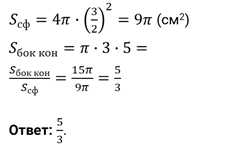 S_сф = 4π · (3/2)² = 9π (см²)
S_бок кон = π · 3 · 5 =
S_бок кон / S_сф = 15π / 9π = 5/3
Ответ: 5/3.